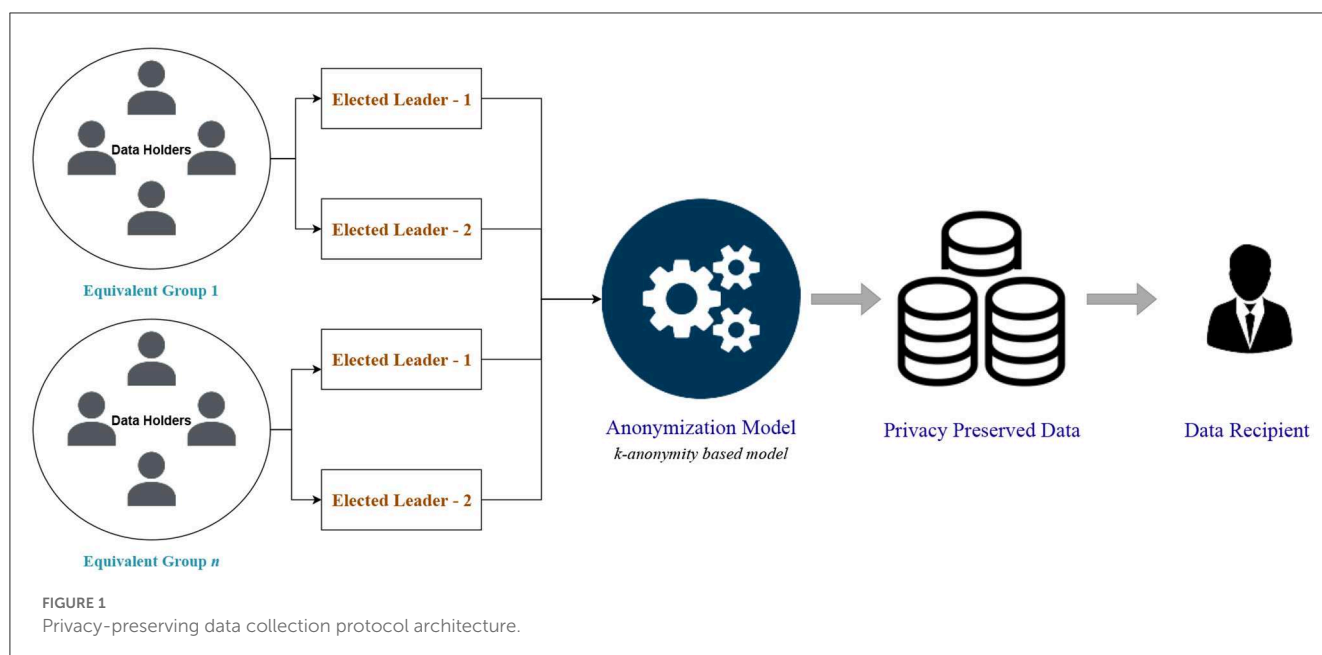 Data Holders
Equivalent Group 1
Elected Leader - 1
Elected Leader - 2
Data Holders
Equivalent Group n
Elected Leader - 1
Elected Leader - 2
Anonymization Model
k-anonymity based model
Privacy Preserved Data
Data Recipient
FIGURE 1
Privacy-preserving data collection protocol architecture.